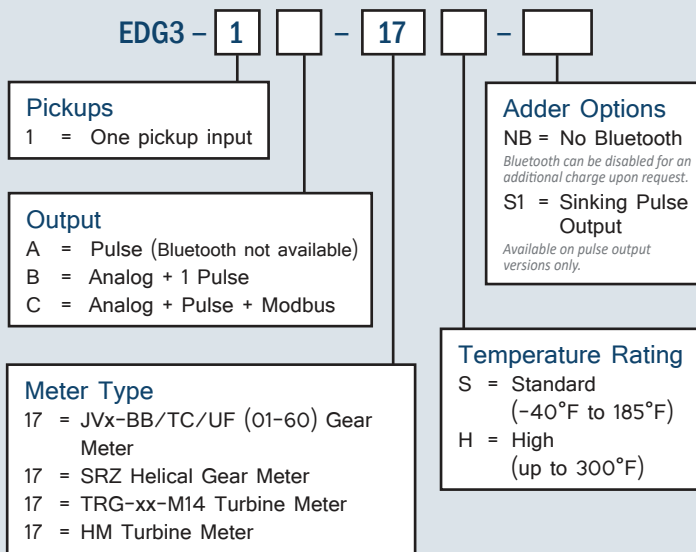 EDG3 – 1 – 17 –
Pickups
1 = One pickup input
Output
A = Pulse (Bluetooth not available)
B = Analog + 1 Pulse
C = Analog + Pulse + Modbus
Meter Type
17 = JVx-BB/TC/UF (01-60) Gear
Meter
17 = SRZ Helical Gear Meter
17 = TRG-xx-M14 Turbine Meter
17 = HM Turbine Meter
Adder Options
NB = No Bluetooth
Bluetooth can be disabled for an
additional charge upon request.
S1 = Sinking Pulse
Output
Available on pulse output
versions only.
Temperature Rating
S = Standard
(-40°F to 185°F)
H = High
(up to 300°F)